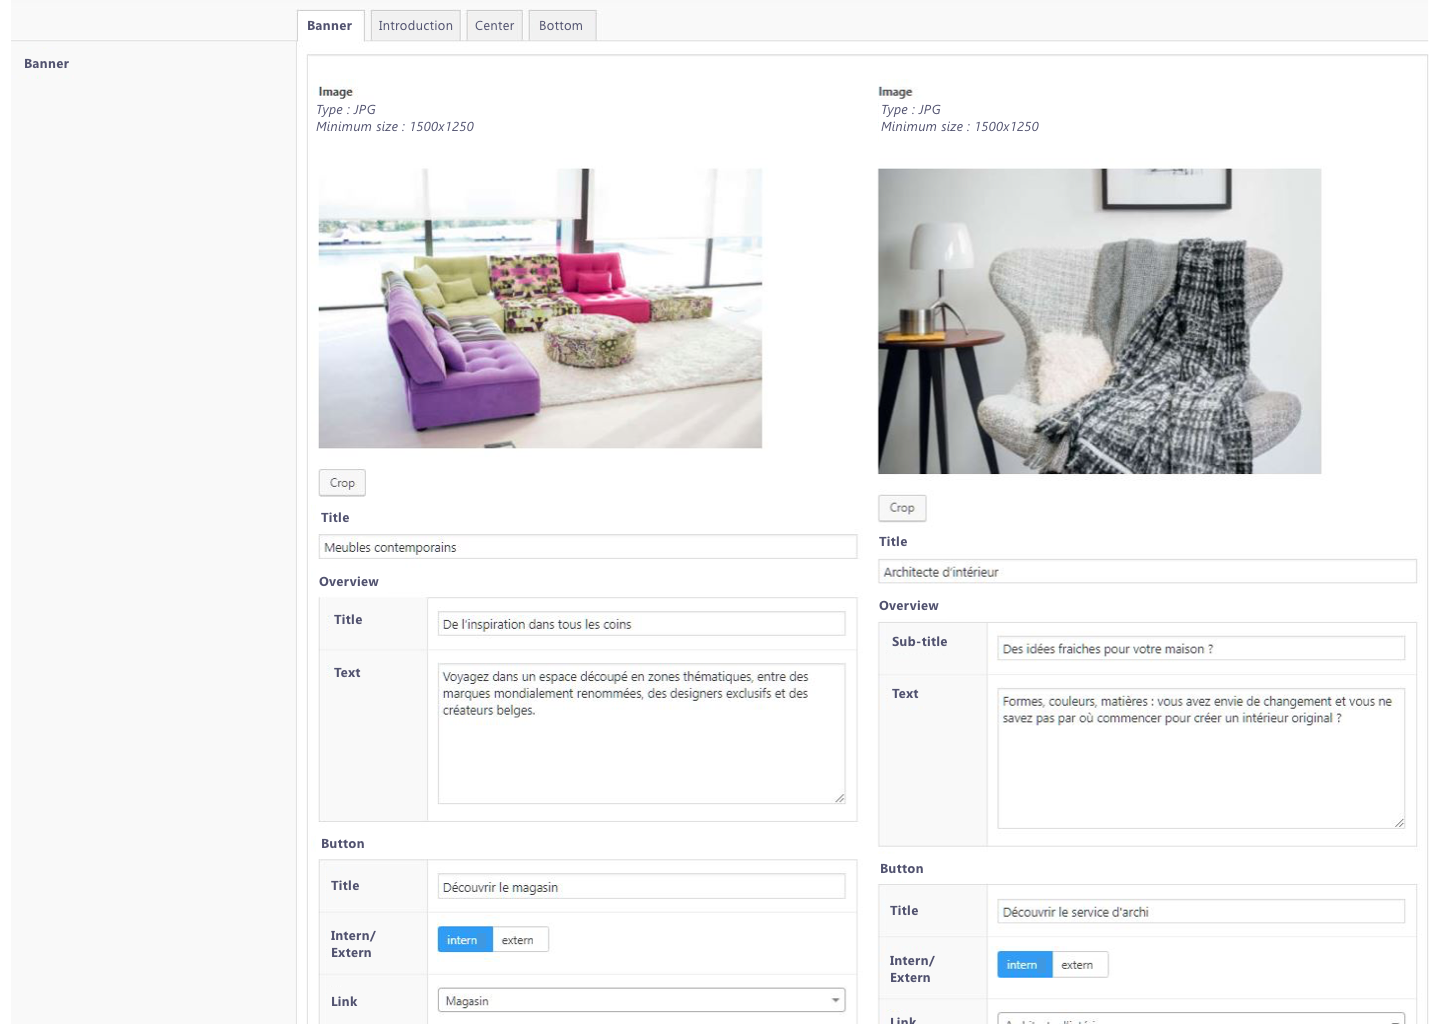 Banner
Introduction
Center
Bottom
Banner
Image
Type : JPG
Minimum size : 1500x1250
Crop
Title
Meubles contemporains
Overview
Title
De l'inspiration dans tous les coins
Text
Voyagez dans un espace découpé en zones thématiques, entre des
marques mondialement renommées, des designers exclusifs et des
créateurs belges.
Button
Title
Découvrir le magasin
Intern/
Extern
intern
extern
Link
Magasin
Image
Type : JPG
Minimum size : 1500x1250
Crop
Title
Architecte d'intérieur
Overview
Sub-title
Des idées fraiches pour votre maison ?
Text
Formes, couleurs, matières : vous avez envie de changement et vous ne
savez pas par où commencer pour créer un intérieur original ?
Button
Title
Découvrir le service d'archi
Intern/
Extern
intern
extern
Link